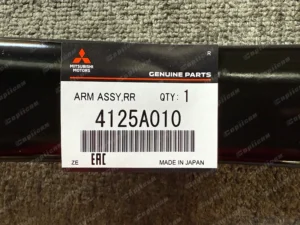 MITSUBISHI
MOTORS
GENUINE PARTS
ARM ASSY,RR QTY: 1
4125A010
ZE EAC MADE IN JAPAN